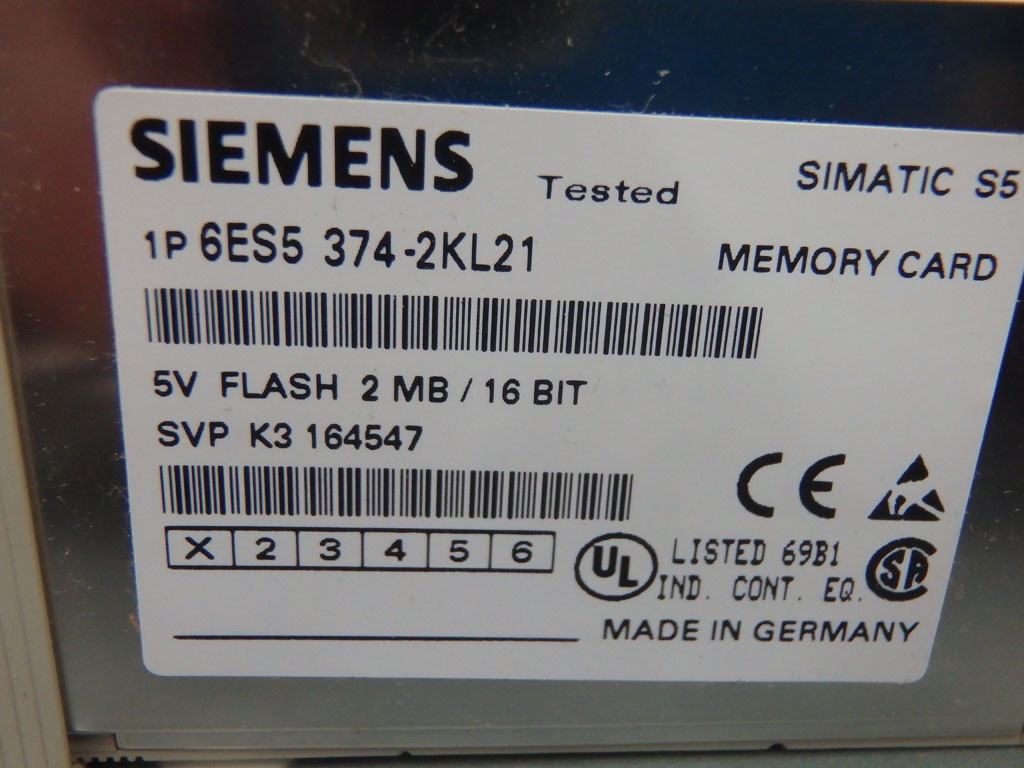 SIEMENS Tested SIMATIC S5
1P 6ES5 374-2KL21 MEMORY CARD
5V FLASH 2 MB / 16 BIT
SVP K3 164547
CE
X 2 3 4 5 6
UL LISTED 69B1 SA
IND. CONT. EQ.
MADE IN GERMANY